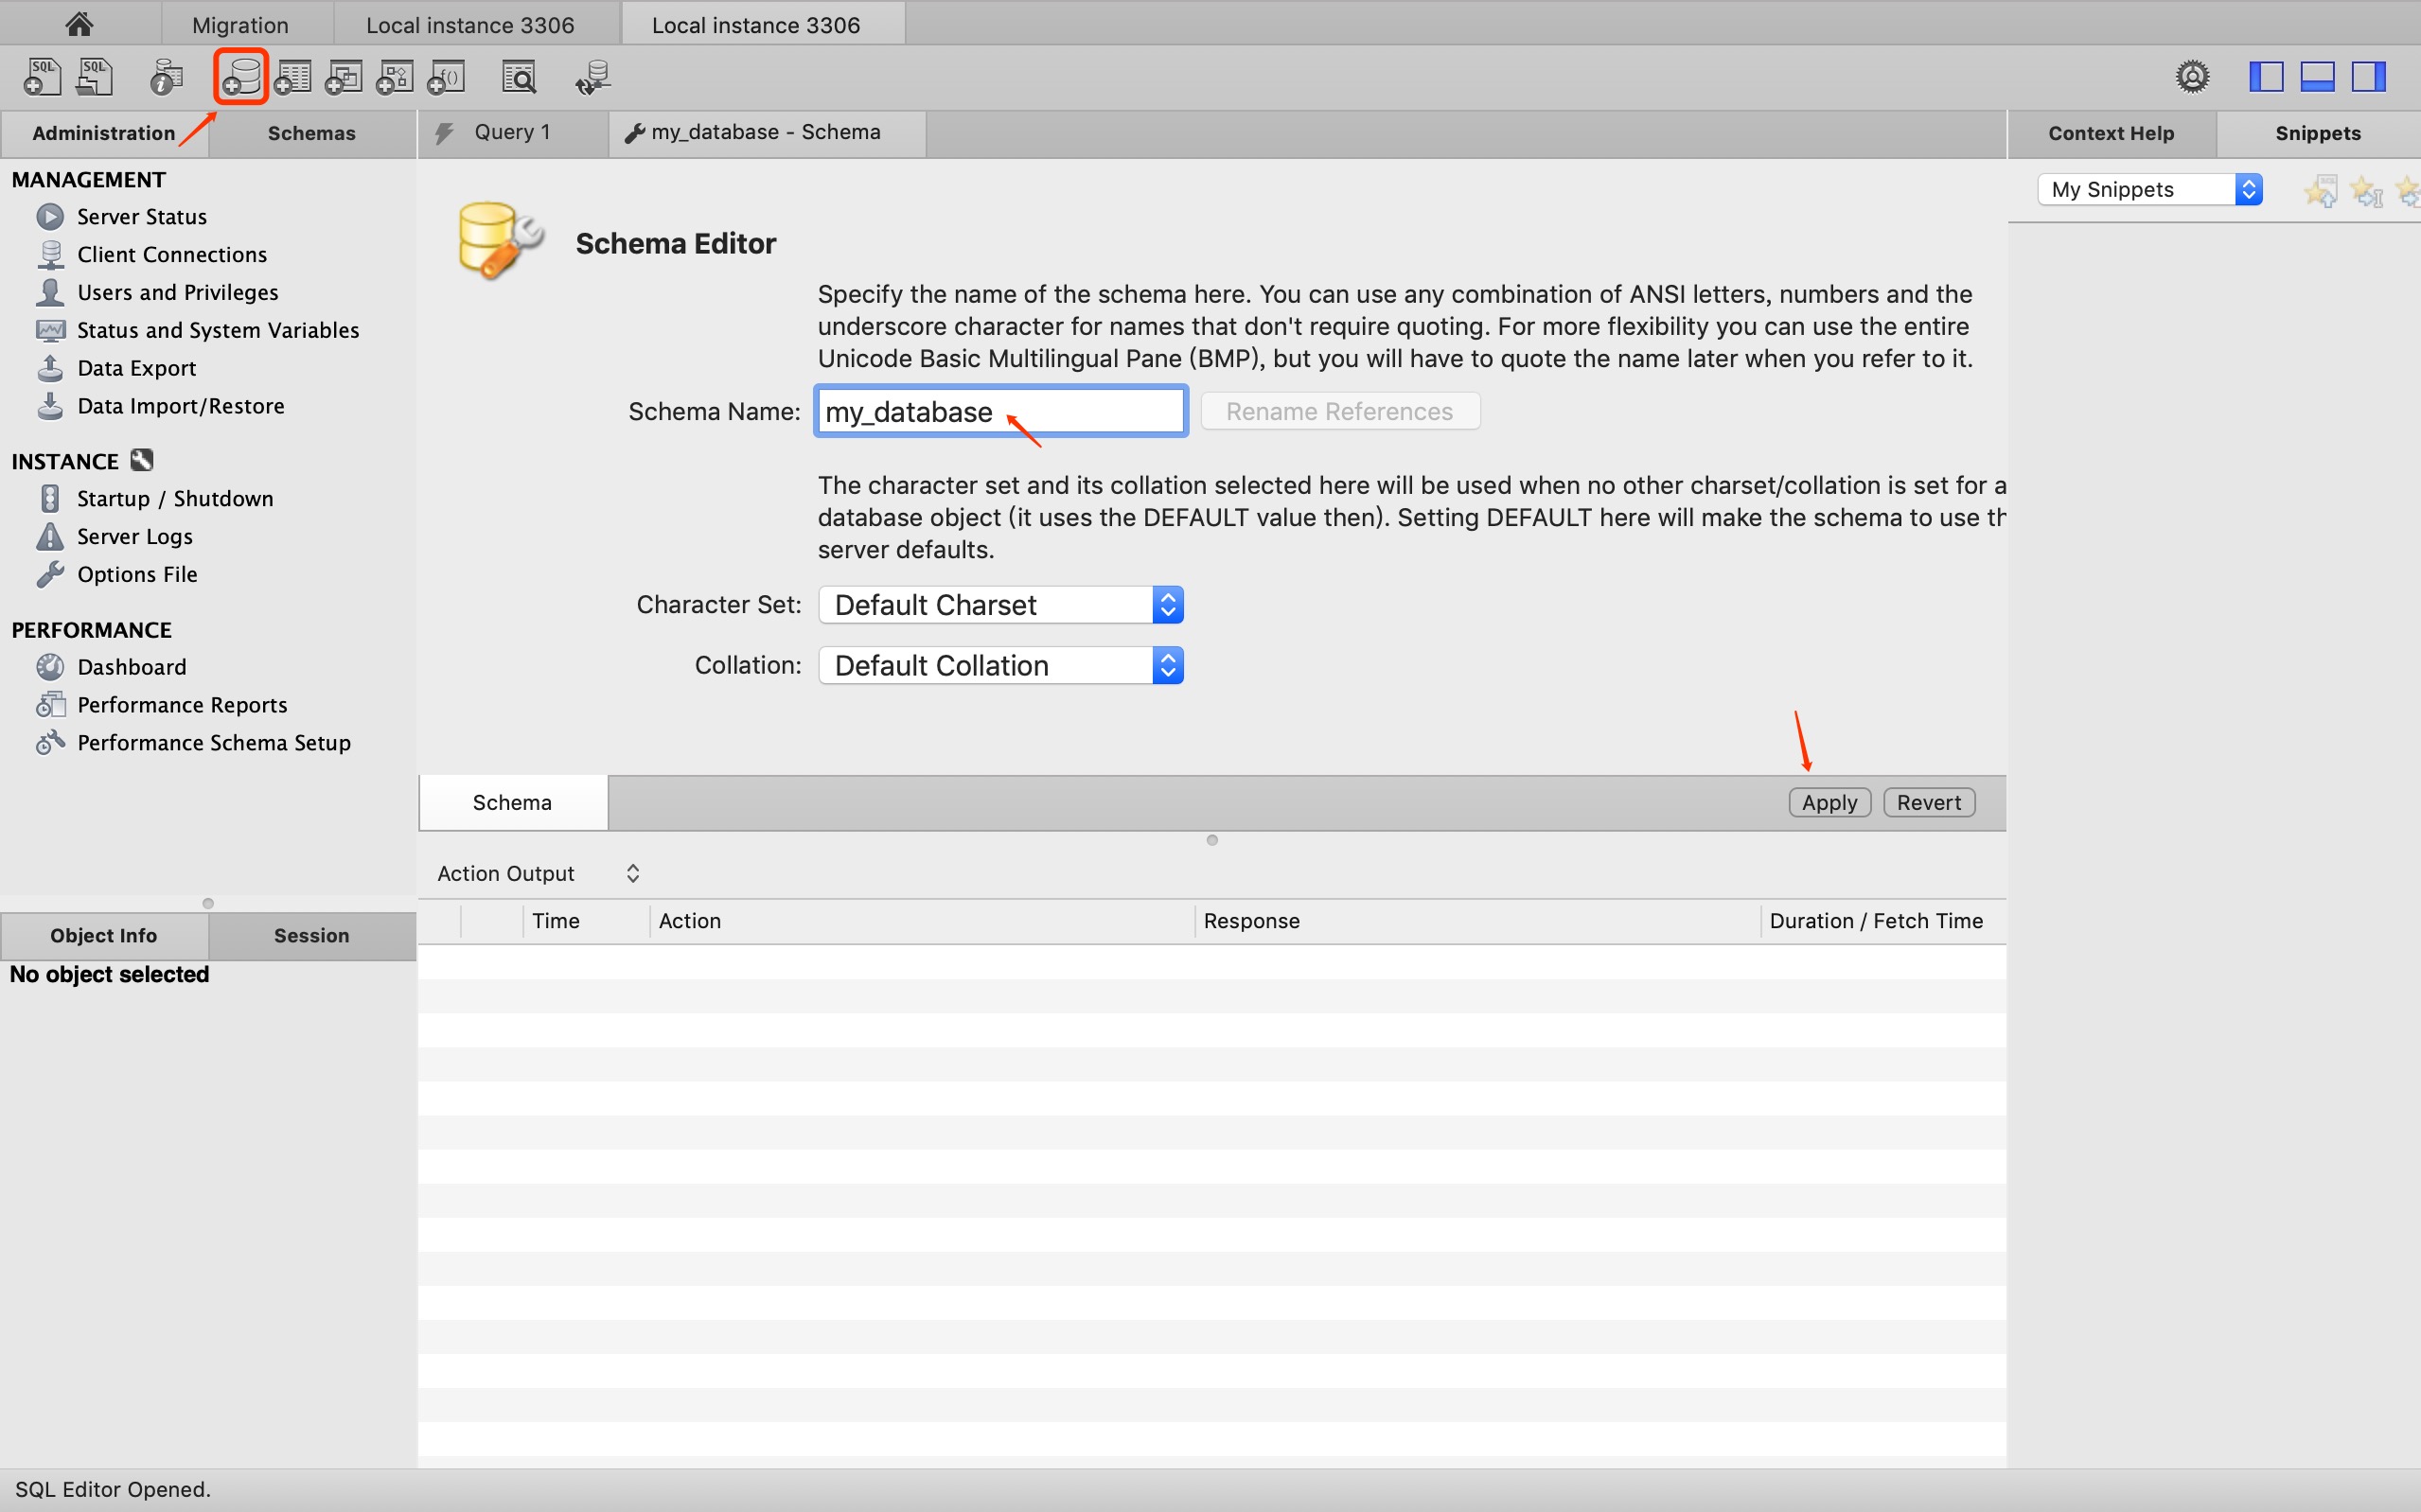 Migration
Local instance 3306
Local instance 3306
SQL
SQL
f()
Administration
Schemas
Query 1
my_database - Schema
Context Help
Snippets
MANAGEMENT
Server Status
Client Connections
Users and Privileges
Status and System Variables
Data Export
Data Import/Restore
INSTANCE
Startup / Shutdown
Server Logs
Options File
PERFORMANCE
Dashboard
Performance Reports
Performance Schema Setup
Object Info
Session
No object selected
Schema Editor
Specify the name of the schema here. You can use any combination of ANSI letters, numbers and the
underscore character for names that don't require quoting. For more flexibility you can use the entire
Unicode Basic Multilingual Pane (BMP), but you will have to quote the name later when you refer to it.
Schema Name: my_database Rename References
The character set and its collation selected here will be used when no other charset/collation is set for a
database object (it uses the DEFAULT value then). Setting DEFAULT here will make the schema to use th
server defaults.
Character Set: Default Charset
Collation: Default Collation
Schema
Apply
Revert
Action Output
Time Action Response Duration / Fetch Time
My Snippets
SQL Editor Opened.